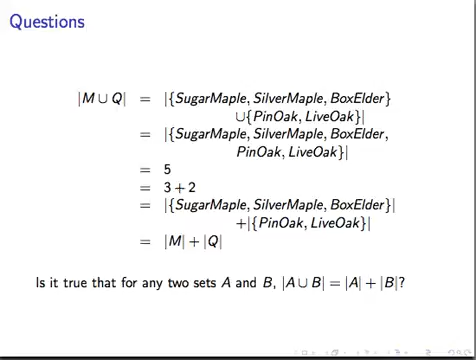 Questions
|M ∪ Q| = |{SugarMaple, SilverMaple, BoxElder}
∪{PinOak, LiveOak}|
= |{SugarMaple, SilverMaple, BoxElder,
PinOak, LiveOak}|
= 5
= 3 + 2
= |{SugarMaple, SilverMaple, BoxElder}|
+|{PinOak, LiveOak}|
= |M| + |Q|
Is it true that for any two sets A and B, |A ∪ B| = |A| + |B|?